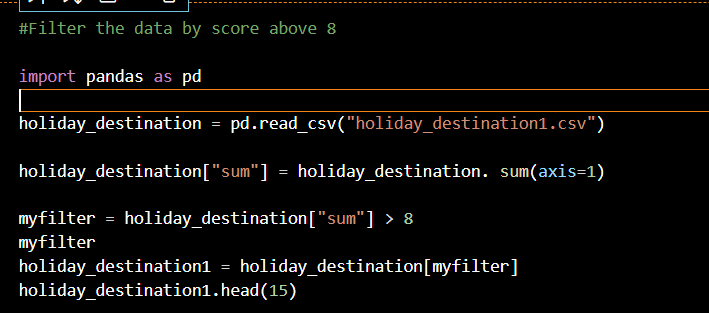 #Filter the data by score above 8
import pandas as pd
holiday_destination = pd.read_csv("holiday_destination1.csv")
holiday_destination["sum"] = holiday_destination. sum(axis=1)
myfilter = holiday_destination["sum"] > 8
myfilter
holiday_destination1 = holiday_destination[myfilter]
holiday_destination1.head(15)